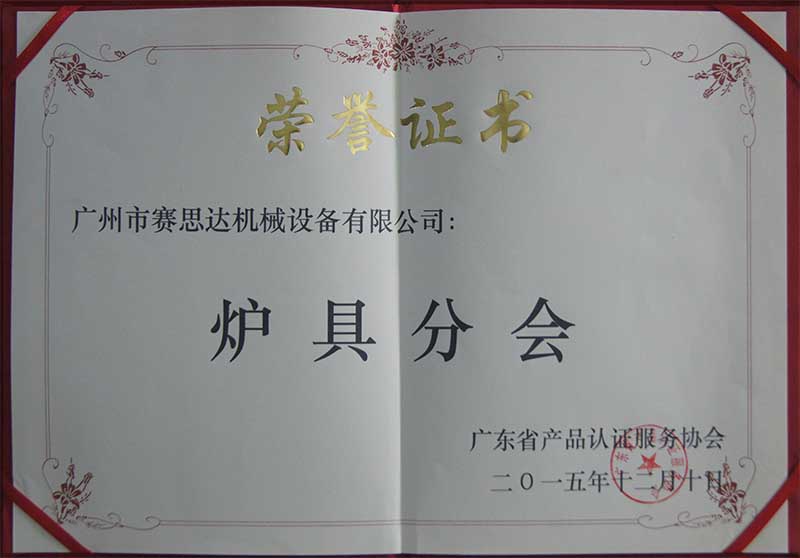 荣誉证书
广州市赛思达机械设备有限公司:
炉具分会
广东省产品认证服务协会
二〇一五年十二月十日